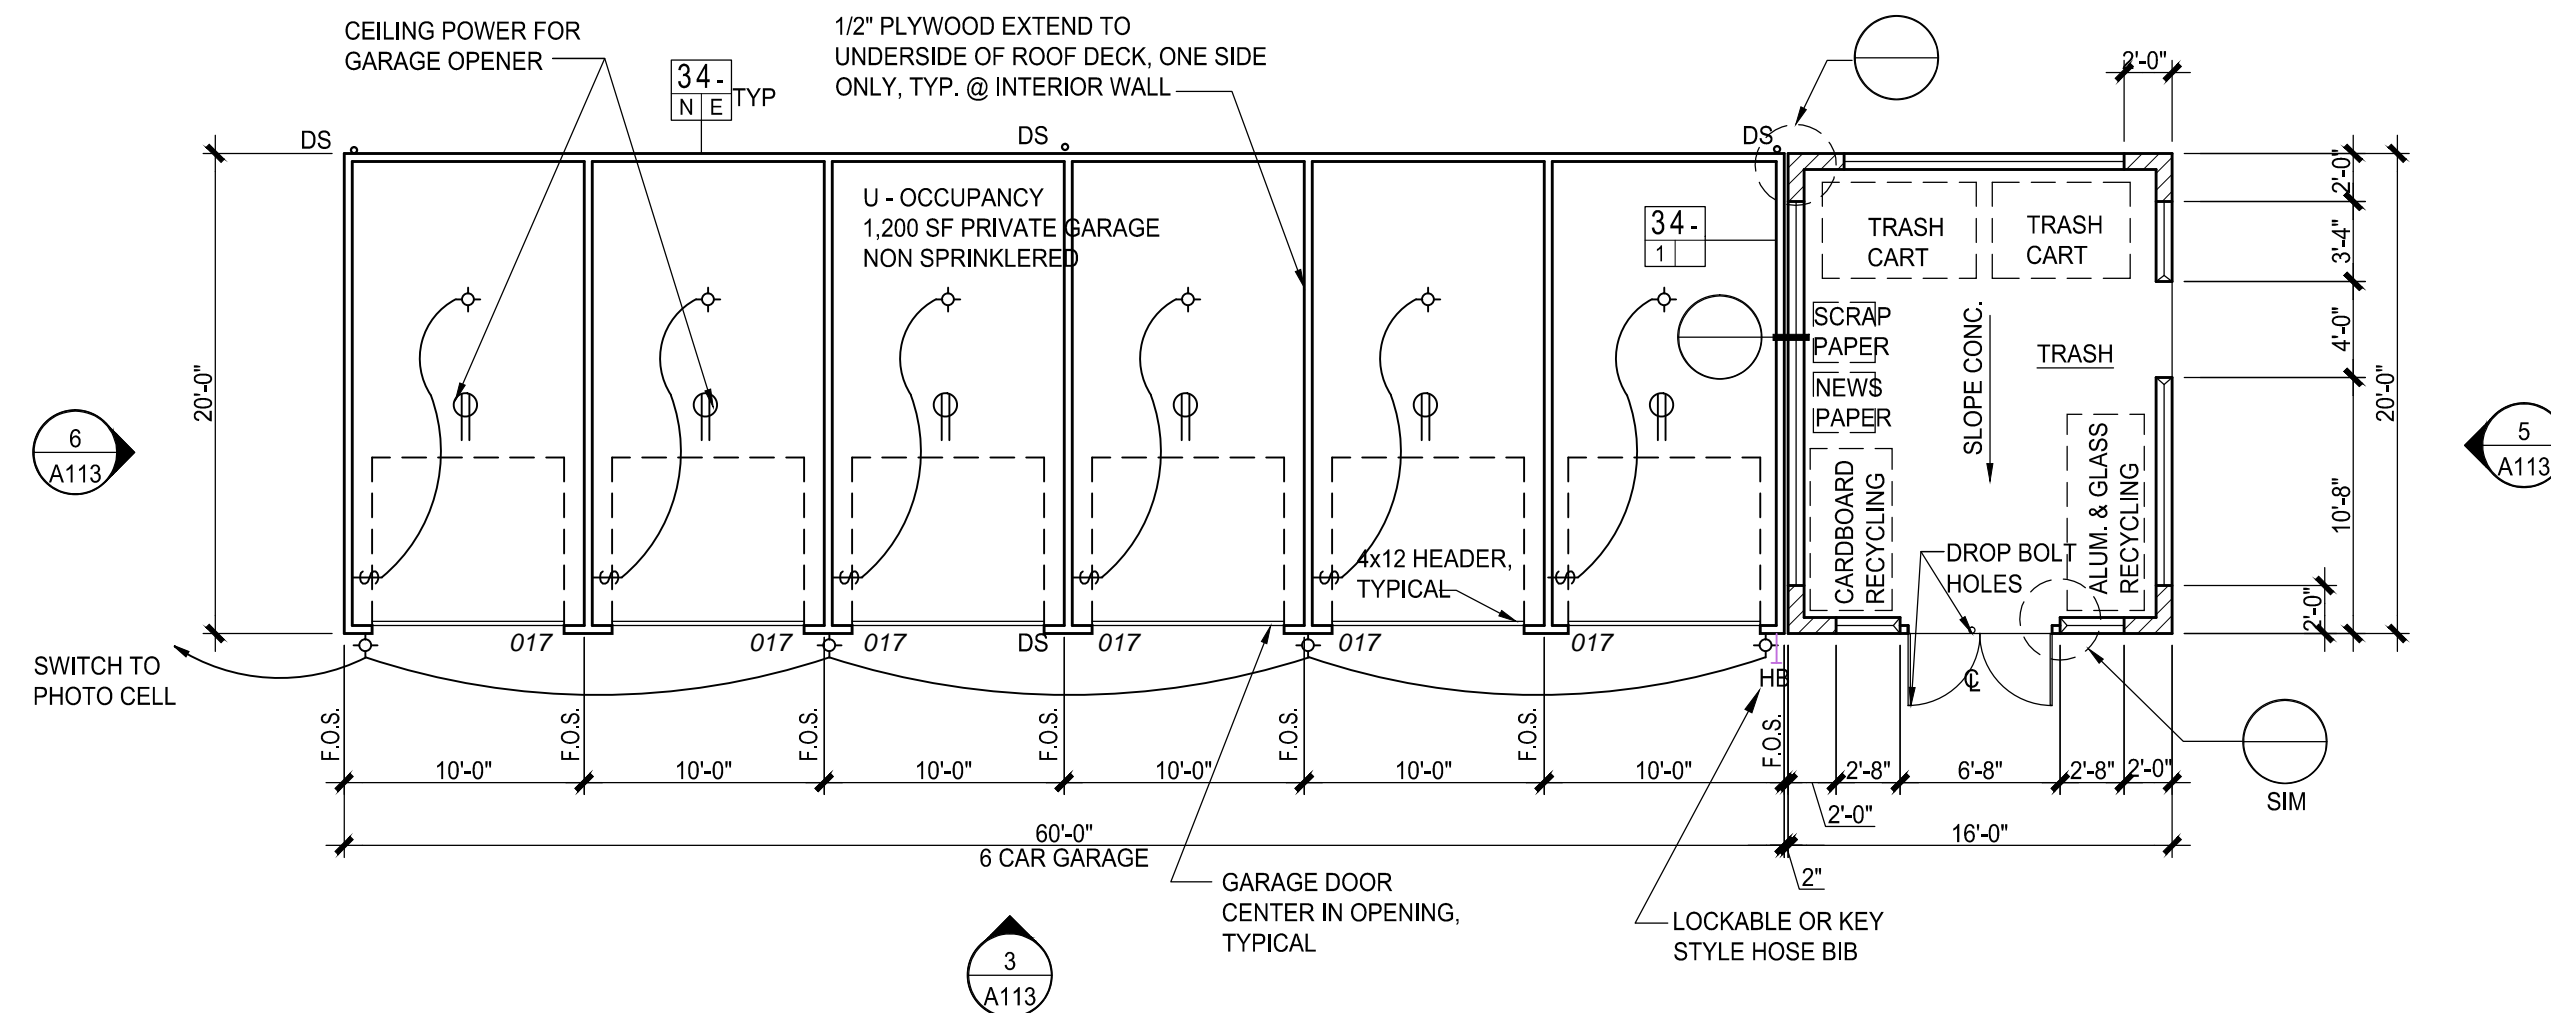 CEILING POWER FOR
GARAGE OPENER
34-
N E
TYP
1/2" PLYWOOD EXTEND TO
UNDERSIDE OF ROOF DECK, ONE SIDE
ONLY, TYP. @ INTERIOR WALL
2'-0"
DS
DS
DS
U - OCCUPANCY
1,200 SF PRIVATE GARAGE
NON SPRINKLERED
34-
1
TRASH
CART
TRASH
CART
SCRAP
PAPER
NEWS
PAPER
SLOPE CONC.
TRASH
CARDBOARD
RECYCLING
ALUM. & GLASS
RECYCLING
DROP BOLT
HOLES
2'-0"
3'-4"
4'-0"
10'-8"
2'-0"
20'-0"
20'-0"
6
A113
5
A113
4x12 HEADER,
TYPICAL
S
S
S
S
S
S
017
017
017
DS
017
017
017
SWITCH TO
PHOTO CELL
HB
CL
F.O.S.
F.O.S.
F.O.S.
F.O.S.
F.O.S.
F.O.S.
F.O.S.
10'-0"
10'-0"
10'-0"
10'-0"
10'-0"
10'-0"
2'-8"
6'-8"
2'-8"
2'-0"
2'-0"
SIM
60'-0"
6 CAR GARAGE
16'-0"
2"
GARAGE DOOR
CENTER IN OPENING,
TYPICAL
LOCKABLE OR KEY
STYLE HOSE BIB
3
A113